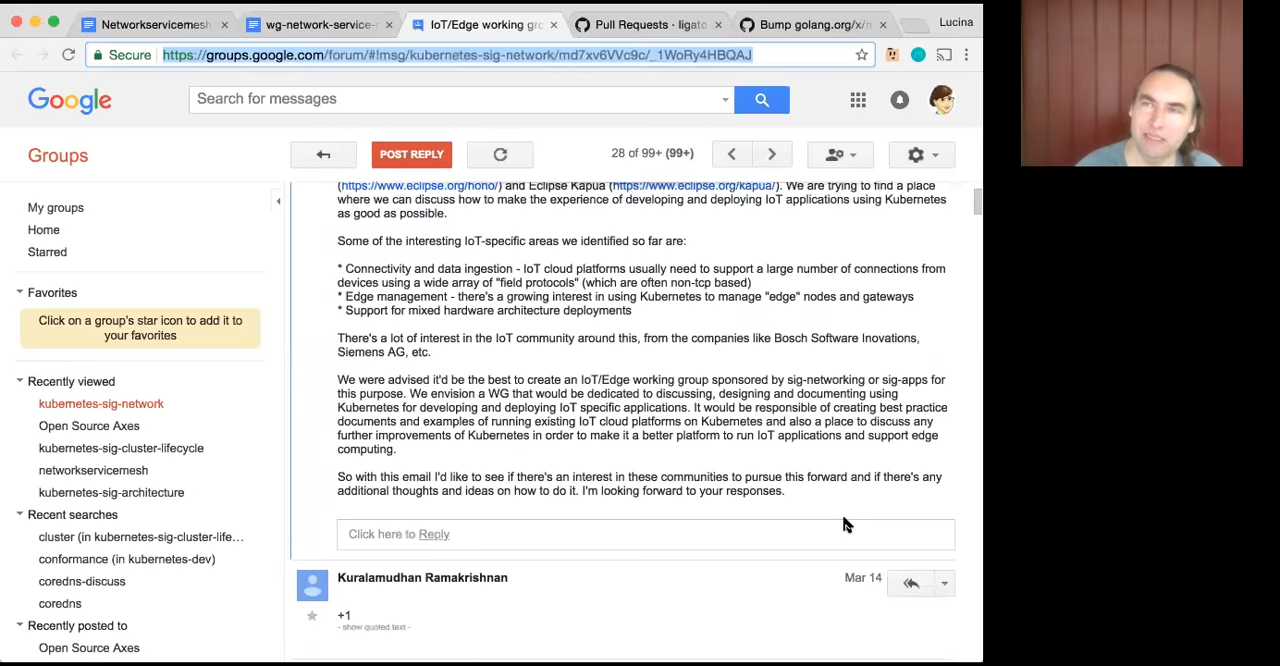 Networkservicemesh
wg-network-service-
IoT/Edge working gro
Pull Requests · ligato
Bump golang.org/x/n
Lucina
Secure
https://groups.google.com/forum/#!msg/kubernetes-sig-network/md7xv6VVc9c/_1WoRy4HBQAJ
Google
Search for messages
Groups
POST REPLY
28 of 99+ (99+)
My groups
Home
Starred
Favorites
Click on a group's star icon to add it to
your favorites
Recently viewed
kubernetes-sig-network
Open Source Axes
kubernetes-sig-cluster-lifecycle
networkservicemesh
kubernetes-sig-architecture
Recent searches
cluster (in kubernetes-sig-cluster-life...
conformance (in kubernetes-dev)
coredns-discuss
coredns
Recently posted to
Open Source Axes
(https://www.eclipse.org/hono/) and Eclipse Kapua (https://www.eclipse.org/kapua/). We are trying to find a place
where we can discuss how to make the experience of developing and deploying IoT applications using Kubernetes
as good as possible.
Some of the interesting IoT-specific areas we identified so far are:
* Connectivity and data ingestion - IoT cloud platforms usually need to support a large number of connections from
devices using a wide array of "field protocols" (which are often non-tcp based)
* Edge management - there's a growing interest in using Kubernetes to manage "edge" nodes and gateways
* Support for mixed hardware architecture deployments
There's a lot of interest in the IoT community around this, from the companies like Bosch Software Inovations,
Siemens AG, etc.
We were advised it'd be the best to create an IoT/Edge working group sponsored by sig-networking or sig-apps for
this purpose. We envision a WG that would be dedicated to discussing, designing and documenting using
Kubernetes for developing and deploying IoT specific applications. It would be responsible of creating best practice
documents and examples of running existing IoT cloud platforms on Kubernetes and also a place to discuss any
further improvements of Kubernetes in order to make it a better platform to run IoT applications and support edge
computing.
So with this email I'd like to see if there's an interest in these communities to pursue this forward and if there's any
additional thoughts and ideas on how to do it. I'm looking forward to your responses.
Click here to Reply
Kuralamudhan Ramakrishnan
Mar 14
+1
- show quoted text -